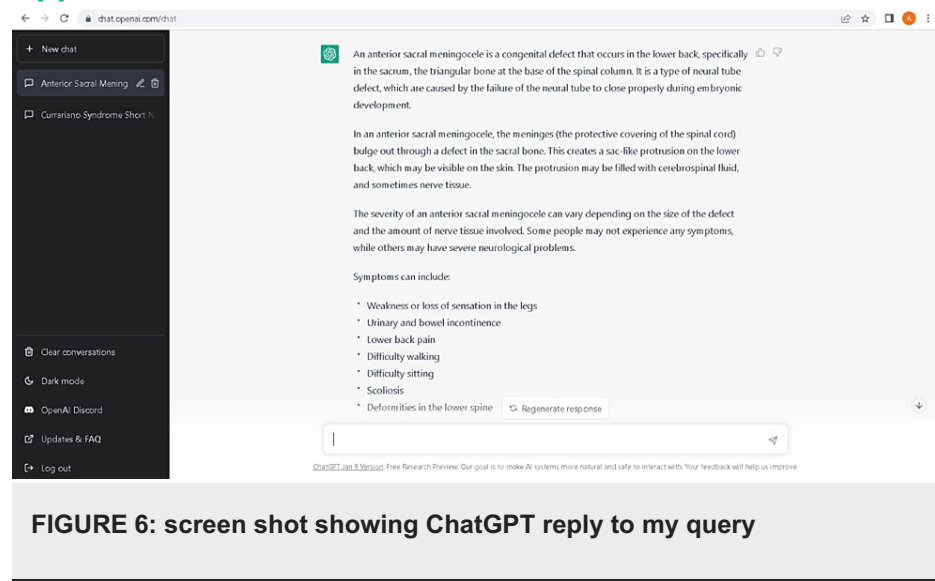 chat.openai.com/chat
+ New chat
Anterior Sacral Mening
Currariano Syndrome Short N
An anterior sacral meningocele is a congenital defect that occurs in the lower back, specifically
in the sacrum, the triangular bone at the base of the spinal column. It is a type of neural tube
defect, which are caused by the failure of the neural tube to close properly during embryonic
development.
In an anterior sacral meningocele, the meninges (the protective covering of the spinal cord)
bulge out through a defect in the sacral bone. This creates a sac-like protrusion on the lower
back, which may be visible on the skin. The protrusion may be filled with cerebrospinal fluid,
and sometimes nerve tissue.
The severity of an anterior sacral meningocele can vary depending on the size of the defect
and the amount of nerve tissue involved. Some people may not experience any symptoms,
while others may have severe neurological problems.
Symptoms can include:
• Weakness or loss of sensation in the legs
• Urinary and bowel incontinence
• Lower back pain
• Difficulty walking
• Difficulty sitting
• Scoliosis
• Deformities in the lower spine
Regenerate response
Clear conversations
Dark mode
OpenAI Discord
Updates & FAQ
Log out
ChatGPT Jan 9 Version. Free Research Preview. Our goal is to make AI systems more natural and safe to interact with. Your feedback will help us improve.
FIGURE 6: screen shot showing ChatGPT reply to my query